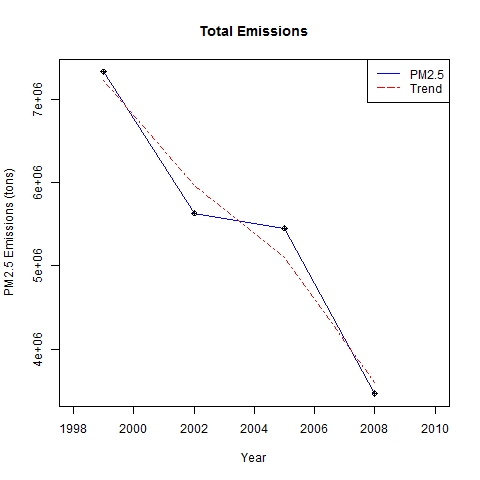 Total Emissions
PM2.5
Trend
7e+06
6e+06
5e+06
4e+06
PM2.5 Emissions (tons)
1998 2000 2002 2004 2006 2008 2010
Year